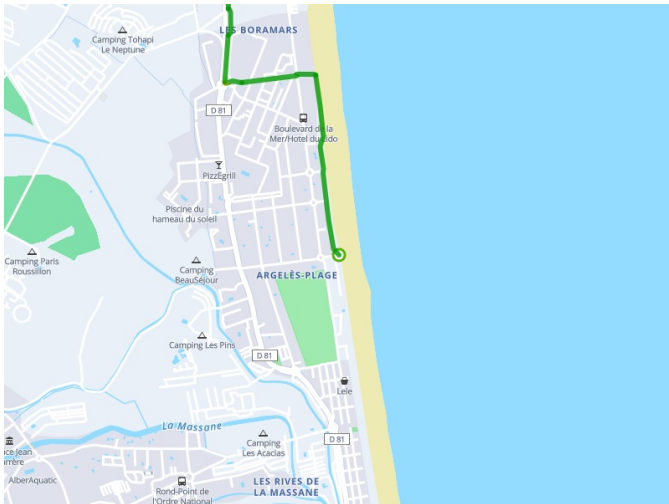 LES BORAMARS
Camping Tohapi
Le Neptune
D 81
Boulevard de la
Mer/Hotel du Lido
PizzEgrill
Piscine du
hameau du soleil
Camping Paris
Roussillon
Camping
BeauSéjour
ARGELÈS-PLAGE
Camping Les Pins
D 81
Lele
La Massane
Camping
Les Acacias
D 81
ce Jean
AlberAquatic
Rond-Point de
l'Ordre National
LES RIVES DE
LA MASSANE